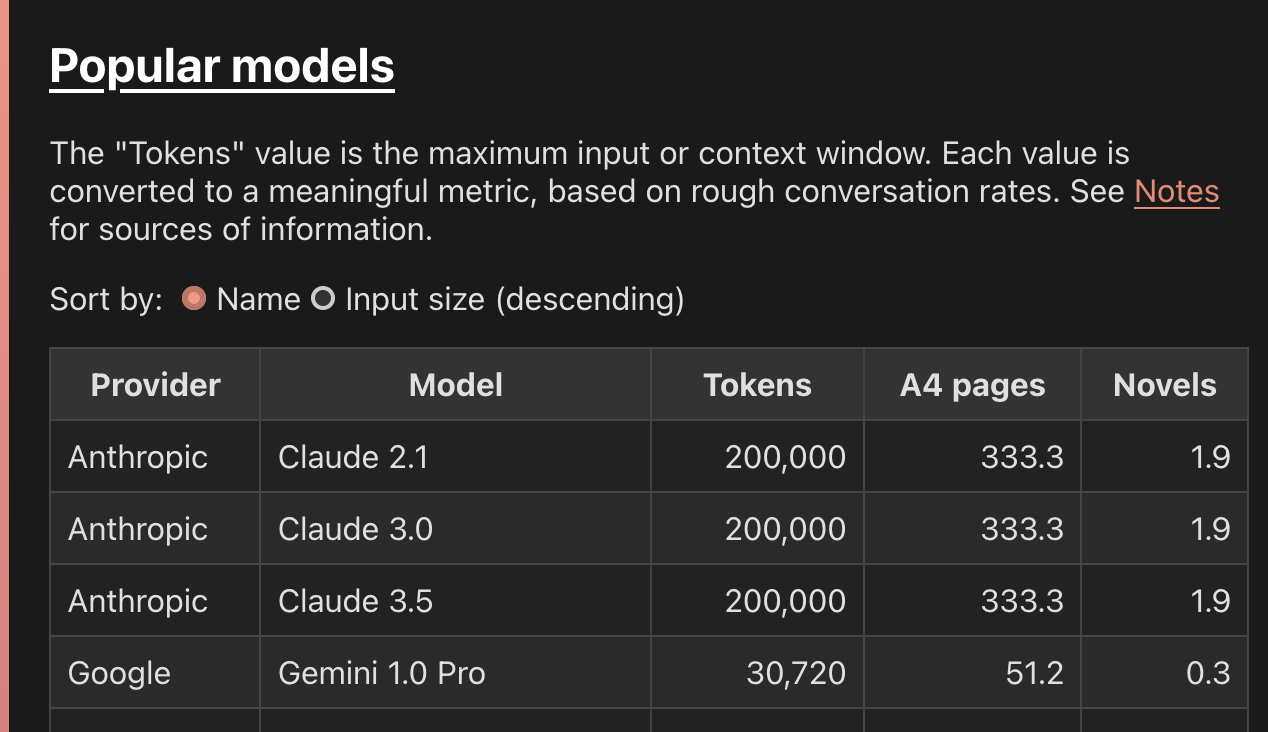 Popular models
The "Tokens" value is the maximum input or context window. Each value is
converted to a meaningful metric, based on rough conversation rates. See Notes
for sources of information.
Sort by: Name Input size (descending)
Provider Model Tokens A4 pages Novels
Anthropic Claude 2.1 200,000 333.3 1.9
Anthropic Claude 3.0 200,000 333.3 1.9
Anthropic Claude 3.5 200,000 333.3 1.9
Google Gemini 1.0 Pro 30,720 51.2 0.3